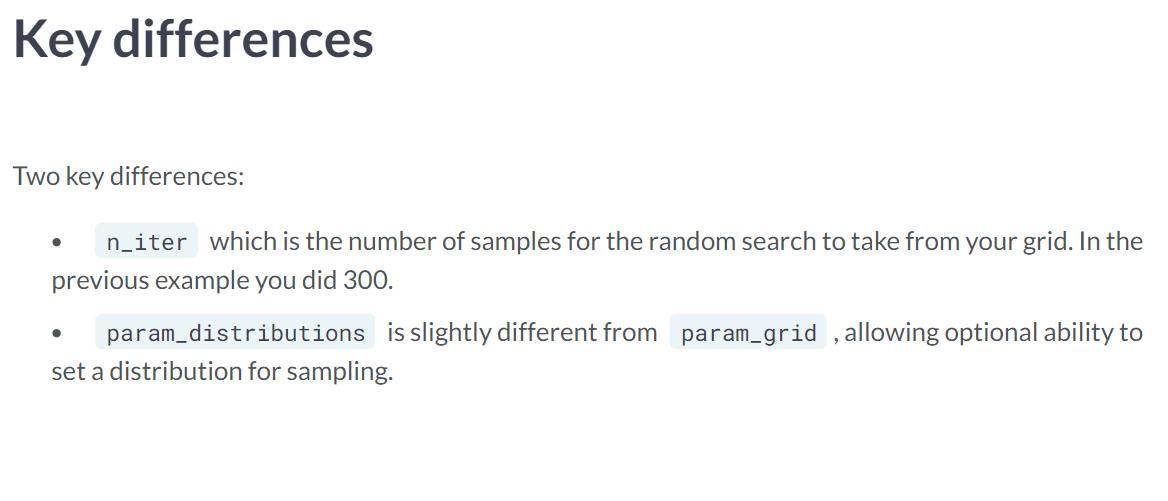 Key differences
Two key differences:
• n_iter which is the number of samples for the random search to take from your grid. In the
previous example you did 300.
• param_distributions is slightly different from param_grid , allowing optional ability to
set a distribution for sampling.